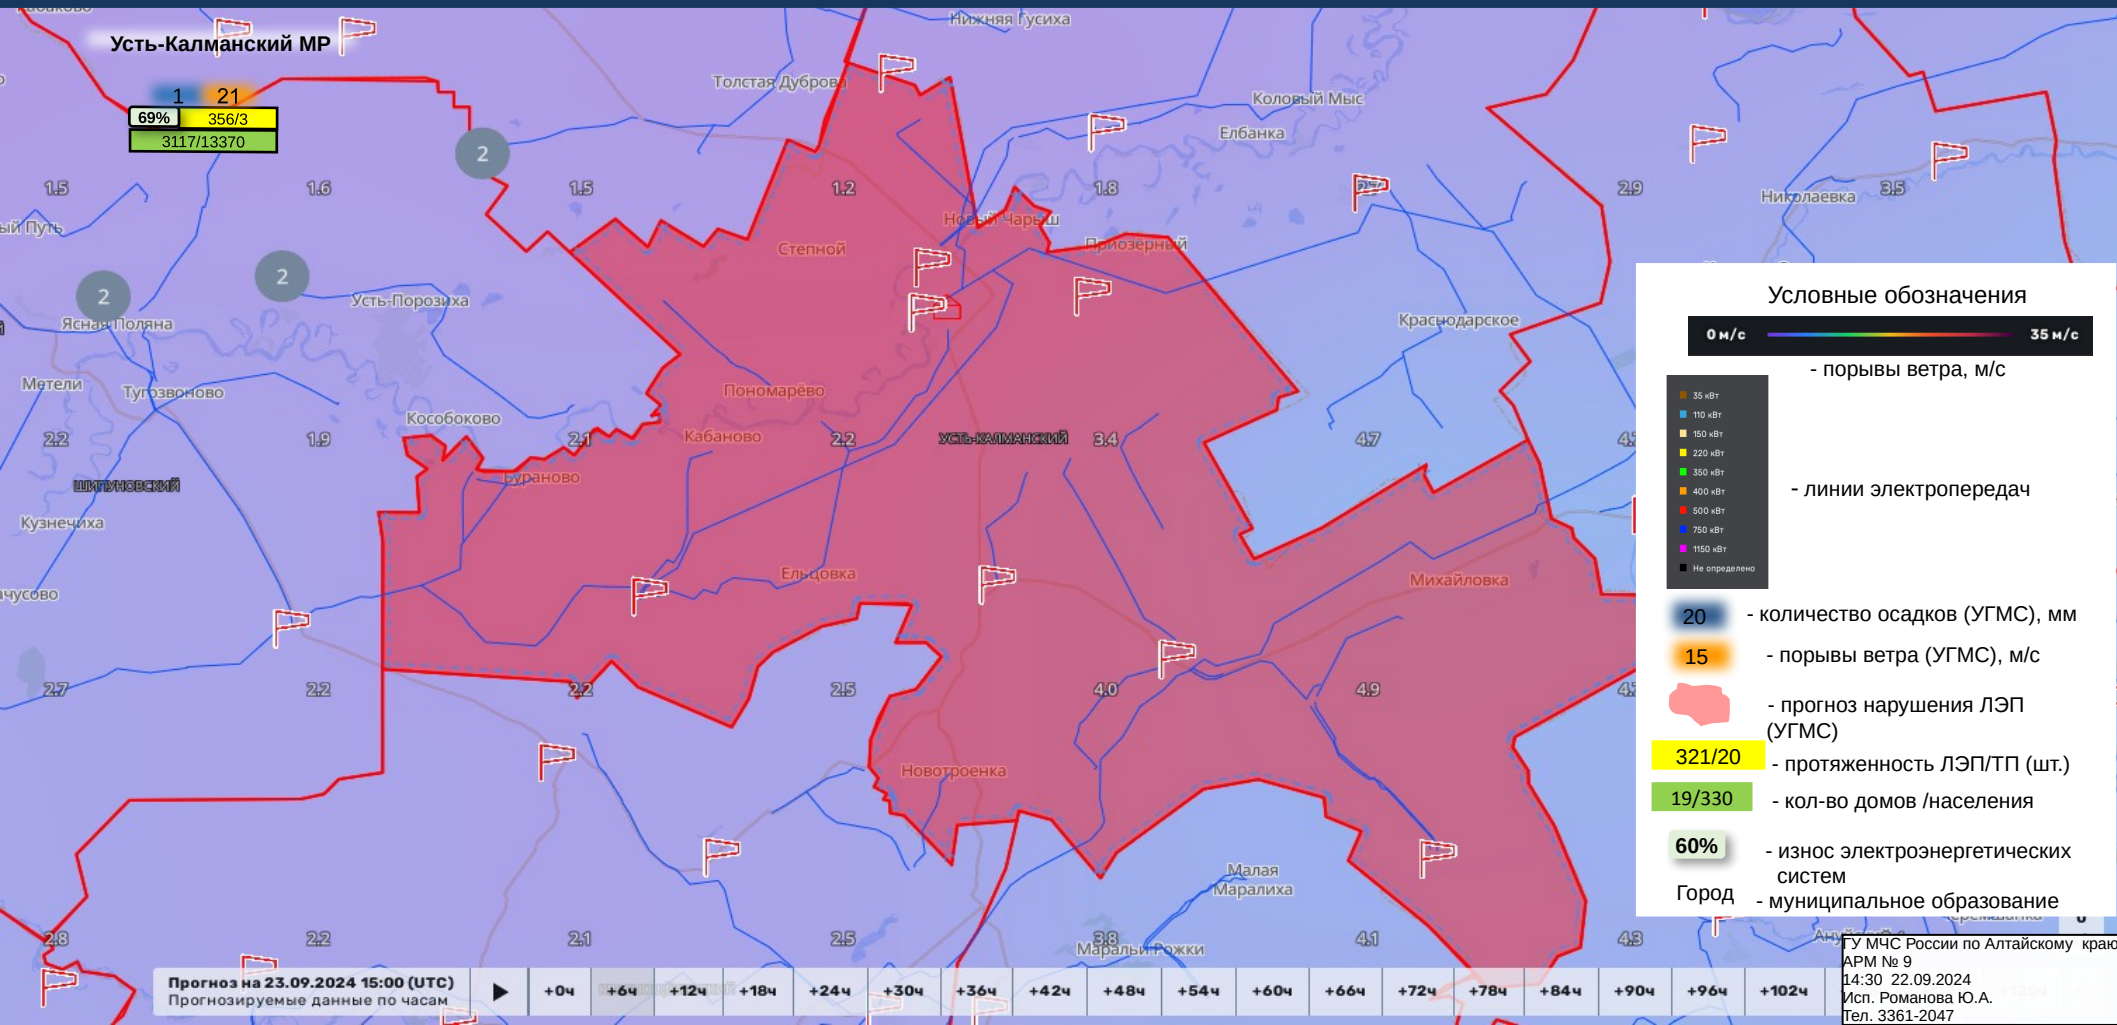 Нижняя Гусиха
Усть-Калманский МР
Толстая Дуброва
1 21
69% 356/3
3117/13370
Коловый Мыс
Елбанка
2
1.5 1.6 1.5 1.2 1.8 2.9 3.5
Николаевка
ый Путь
Новый Чарыш
Степной
Приозёрный
2
2
Усть-Порозиха
Ясная Поляна
Краснодарское
Метели
Тугозвоново
Пономарёво
Кособоково
Кабаново
2.2 1.9 2.1 2.2 УСТЬ-КАЛМАНСКИЙ 3.4 4.7
Бураново
ШИПУНОВСКИЙ
Кузнечиха
Ельцовка
Михайловка
ачусово
2.7 2.2 2.2 2.5 4.0 4.9
Новотроенка
Малая
Маралиха
2.8 2.2 2.1 2.5 3.8 4.1 4.3
Маральи Рожки
Условные обозначения
0 м/с 35 м/с
- порывы ветра, м/с
35 кВт
110 кВт
150 кВт
220 кВт
350 кВт
400 кВт
500 кВт
750 кВт
1150 кВт
Не определено
- линии электропередач
20 - количество осадков (УГМС), мм
15 - порывы ветра (УГМС), м/с
- прогноз нарушения ЛЭП
(УГМС)
321/20 - протяженность ЛЭП/ТП (шт.)
19/330 - кол-во домов /населения
60% - износ электроэнергетических
систем
Город - муниципальное образование
Прогноз на 23.09.2024 15:00 (UTC)
Прогнозируемые данные по часам
+0ч +6ч +12ч +18ч +24ч +30ч +36ч +42ч +48ч +54ч +60ч +66ч +72ч +78ч +84ч +90ч +96ч +102ч
ГУ МЧС России по Алтайскому краю
АРМ № 9
14:30 22.09.2024
Исп. Романова Ю.А.
Тел. 3361-2047